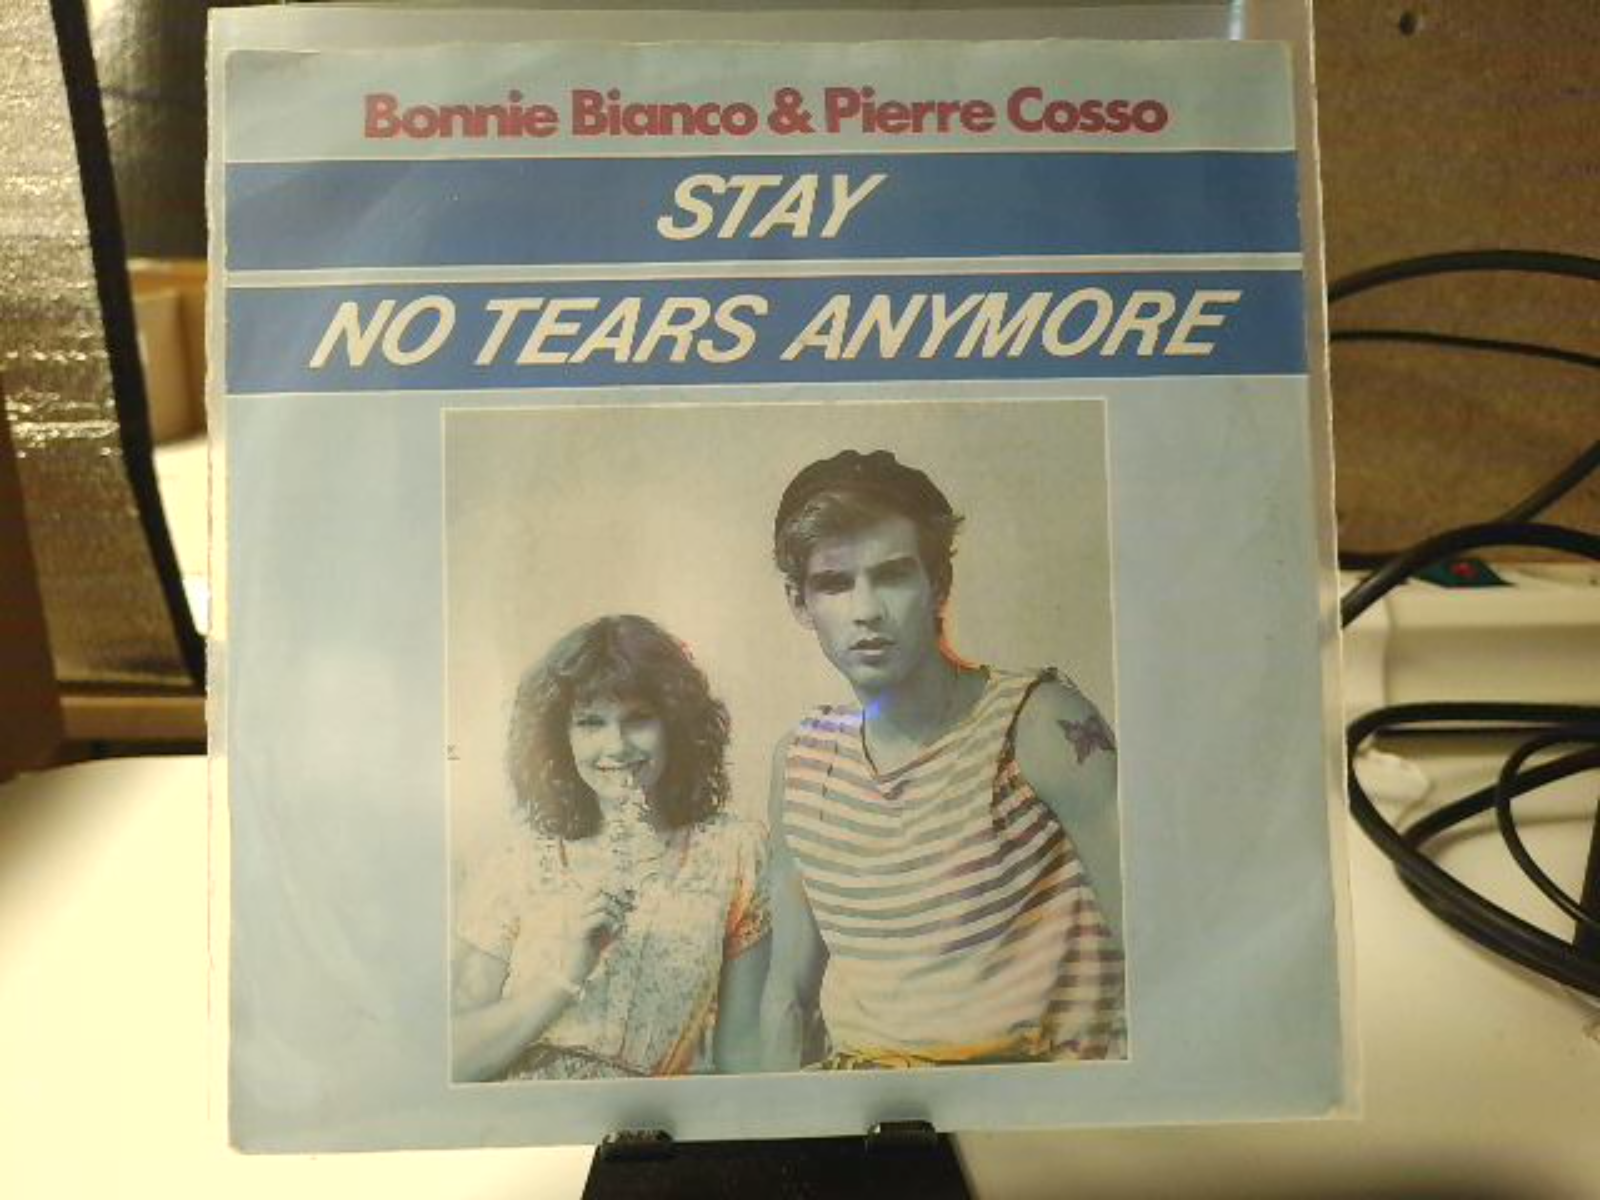 Bonnie Bianco & Pierre Cosso
STAY
NO TEARS ANYMORE